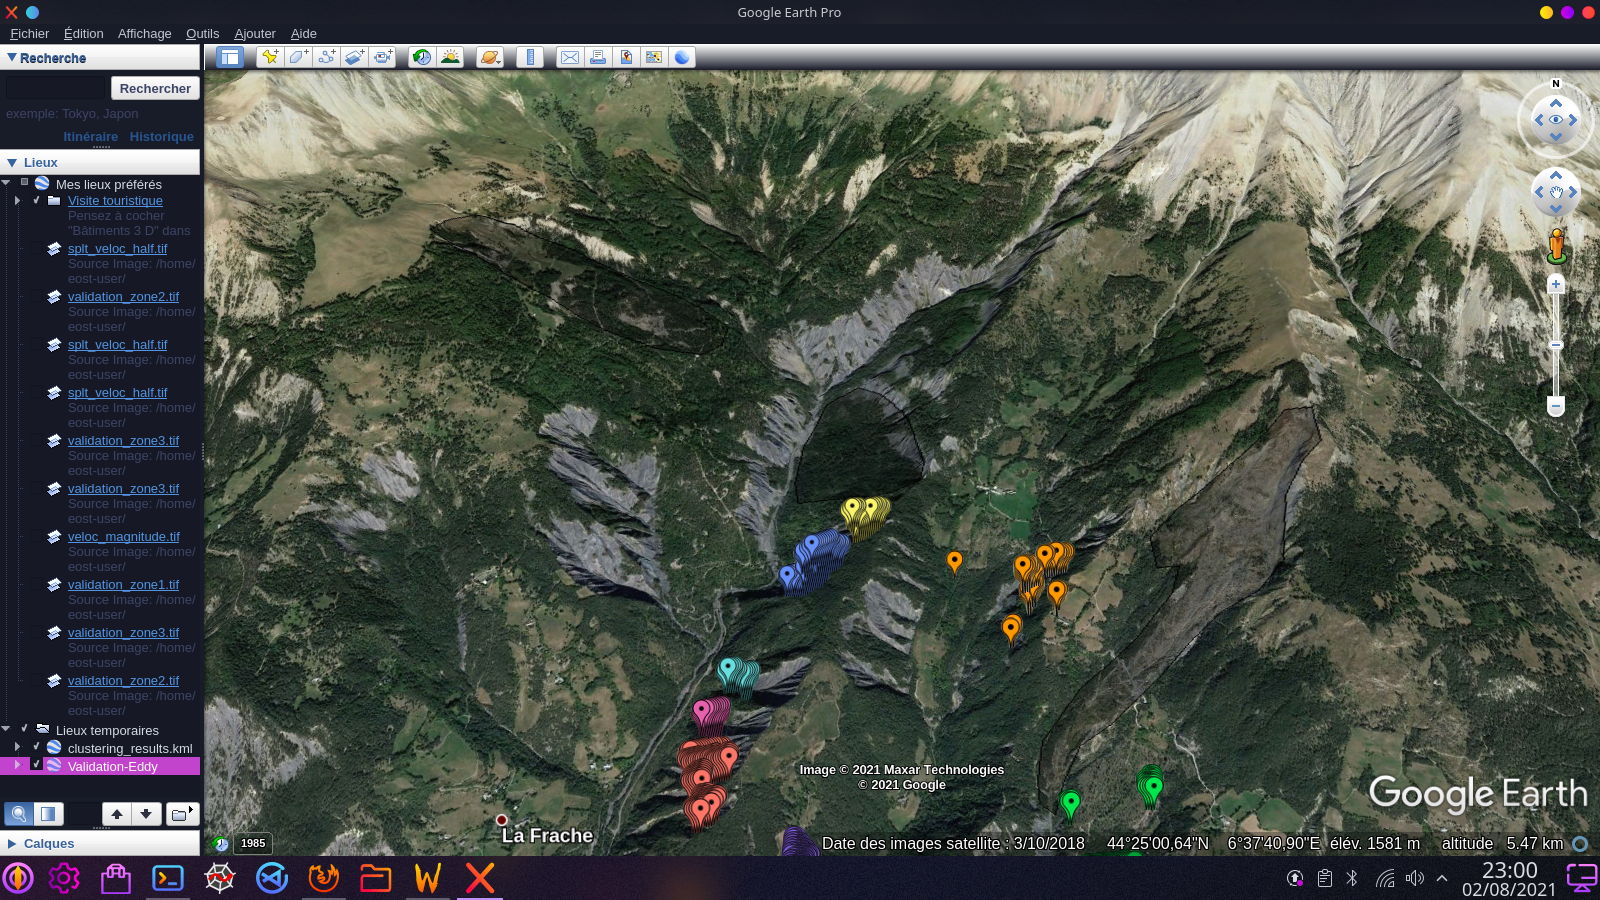 Google Earth Pro
Fichier Édition Affichage Outils Ajouter Aide
Recherche
Rechercher
exemple: Tokyo, Japon
Itinéraire Historique
Lieux
Mes lieux préférés
Visite touristique
Pensez à cocher
"Bâtiments 3 D" dans
splt_veloc_half.tif
Source Image: /home/
eost-user/
validation_zone2.tif
Source Image: /home/
eost-user/
splt_veloc_half.tif
Source Image: /home/
eost-user/
splt_veloc_half.tif
Source Image: /home/
eost-user/
validation_zone3.tif
Source Image: /home/
eost-user/
validation_zone3.tif
Source Image: /home/
eost-user/
veloc_magnitude.tif
Source Image: /home/
eost-user/
validation_zone1.tif
Source Image: /home/
eost-user/
validation_zone3.tif
Source Image: /home/
eost-user/
validation_zone2.tif
Source Image: /home/
eost-user/
Lieux temporaires
clustering_results.kml
Validation-Eddy
Calques
N
Image © 2021 Maxar Technologies
© 2021 Google
Google Earth
La Frache
1985
Date des images satellite : 3/10/2018 44°25'00,64"N 6°37'40,90"E élév. 1581 m altitude 5.47 km
23:00
02/08/2021